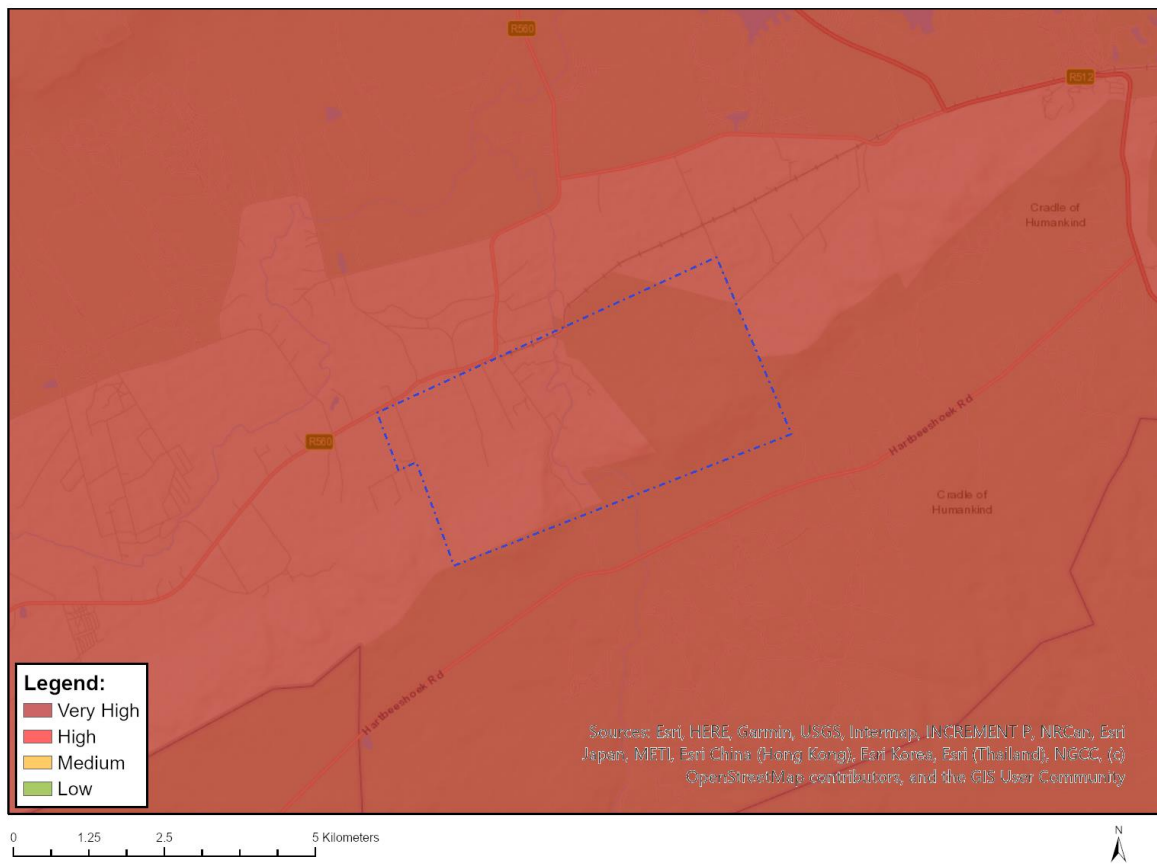 R560
R512
Cradle of
Humankind
R560
Hartbeeshoek Rd
Cradle of
Humankind
Hartbeeshoek Rd
Legend:
Very High
High
Medium
Low
Sources: Esri, HERE, Garmin, USGS, Intermap, INCREMENT P, NRCan, Esri
Japan, METI, Esri China (Hong Kong), Esri Korea, Esri (Thailand), NGCC, (c)
OpenStreetMap contributors, and the GIS User Community
0 1.25 2.5 5 Kilometers
N